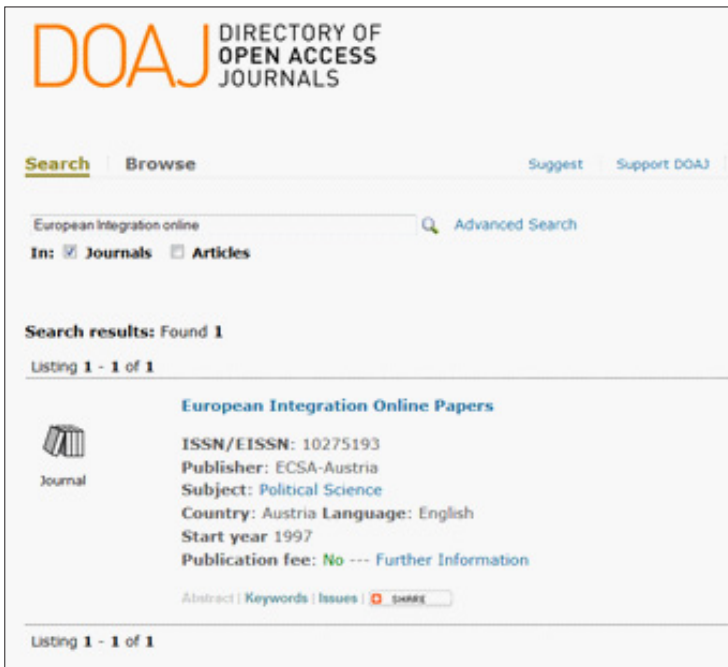 DOAJ
DIRECTORY OF
OPEN ACCESS
JOURNALS
Search Browse Suggest Support DOAJ
European Integration online Advanced Search
In: Journals Articles
Search results: Found 1
Listing 1 - 1 of 1
European Integration Online Papers
Journal
ISSN/EISSN: 10275193
Publisher: ECSA-Austria
Subject: Political Science
Country: Austria Language: English
Start year 1997
Publication fee: No --- Further Information
Abstract | Keywords | Issues | SHARE
Listing 1 - 1 of 1